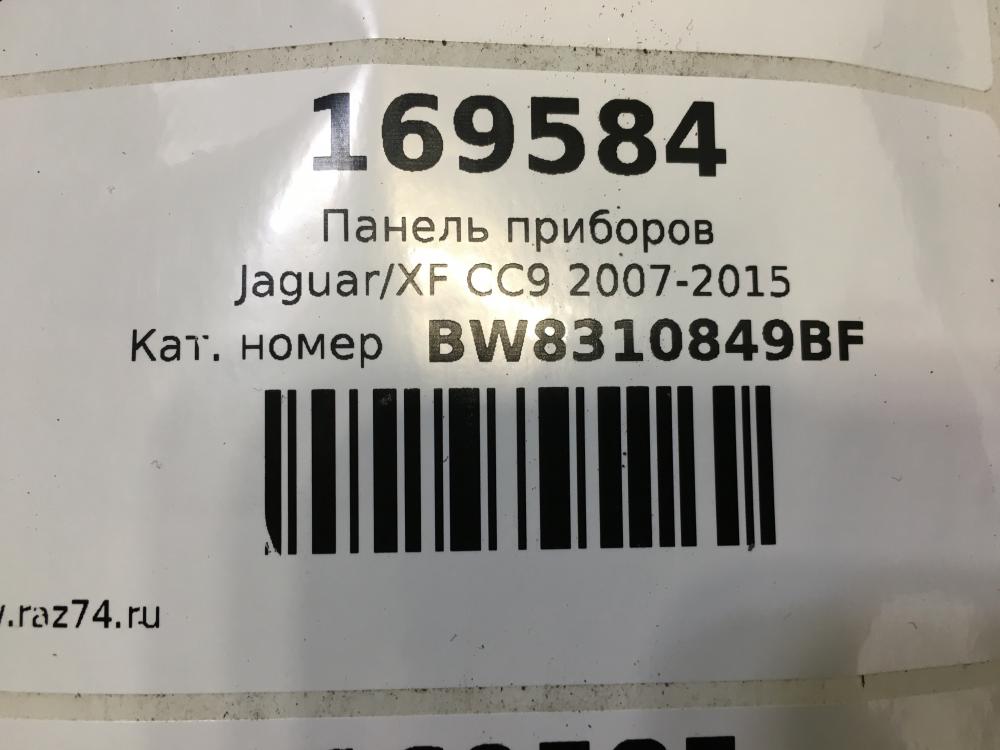 169584
Панель приборов
Jaguar/XF CC9 2007-2015
Кат. номер BW8310849BF
.raz74.ru